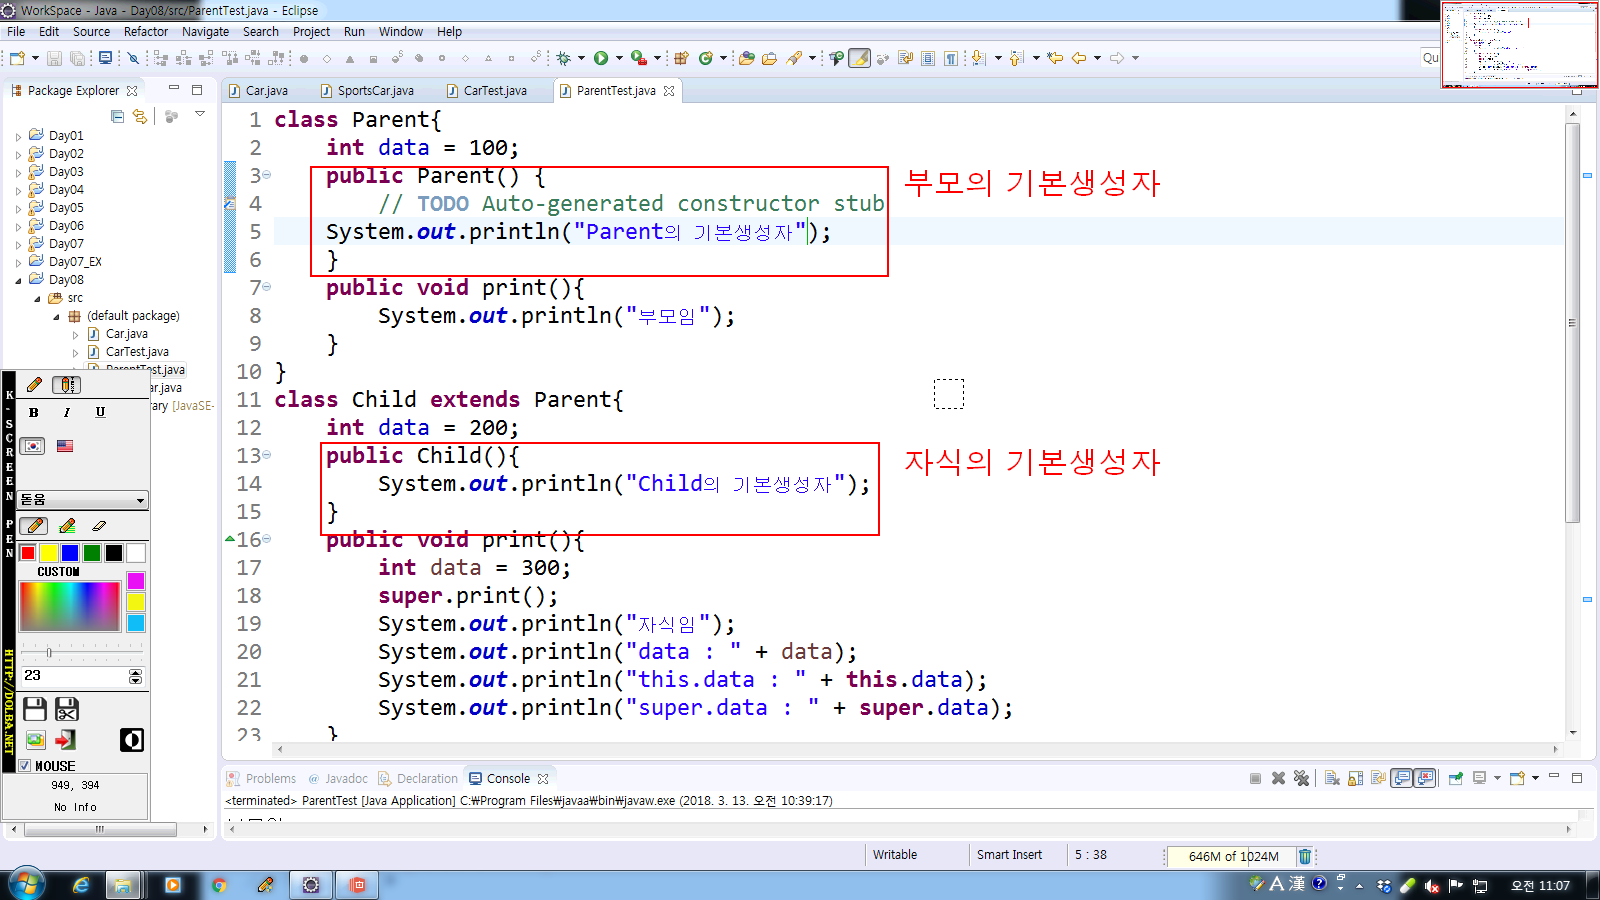 WorkSpace - Java - Day08/src/ParentTest.java - Eclipse
File Edit Source Refactor Navigate Search Project Run Window Help
Qu
Package Explorer
Car.java SportsCar.java CarTest.java ParentTest.java
Day01
Day02
Day03
Day04
Day05
Day06
Day07
Day07_EX
Day08
src
(default package)
Car.java
CarTest.java
ParentTest.java
ar.java
rary [JavaSE-
1 class Parent{
2 int data = 100;
3 public Parent() {
4 // TODO Auto-generated constructor stub
5 System.out.println("Parent의 기본생성자");
6 }
7 public void print(){
8 System.out.println("부모임");
9 }
10 }
11 class Child extends Parent{
12 int data = 200;
13 public Child(){
14 System.out.println("Child의 기본생성자");
15 }
16 public void print(){
17 int data = 300;
18 super.print();
19 System.out.println("자식임");
20 System.out.println("data : " + data);
21 System.out.println("this.data : " + this.data);
22 System.out.println("super.data : " + super.data);
23 }
부모의 기본생성자
자식의 기본생성자
K-SCREEN PEN
HTTP://DOLBA.NET
B I U
돋움
CUSTOM
23
MOUSE
949, 394
No Info
Problems @ Javadoc Declaration Console
<terminated> ParentTest [Java Application] C:₩Program Files₩javaa₩bin₩javaw.exe (2018. 3. 13. 오전 10:39:17)
Writable Smart Insert 5 : 38 646M of 1024M
A 漢 오전 11:07